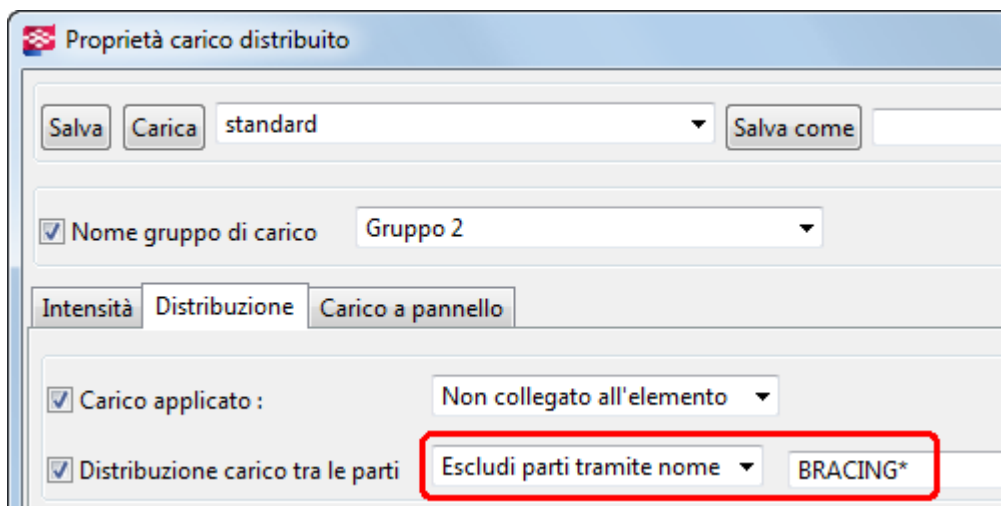 Proprietà carico distribuito
Salva Carica standard Salva come
Nome gruppo di carico Gruppo 2
Intensità Distribuzione Carico a pannello
Carico applicato : Non collegato all'elemento
Distribuzione carico tra le parti Escludi parti tramite nome BRACING*